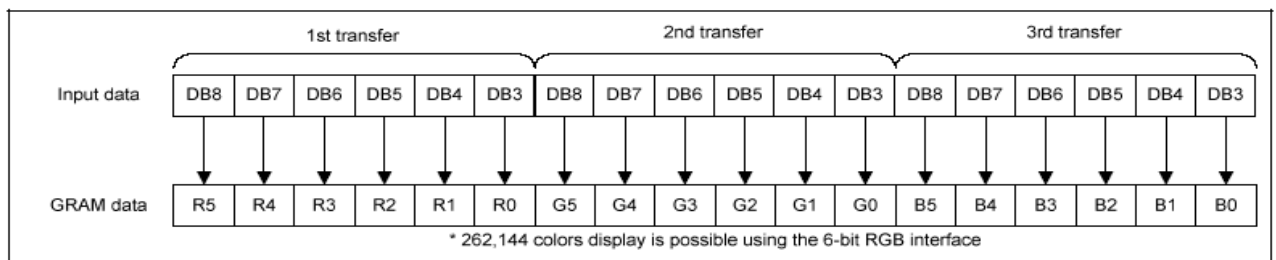 1st transfer 2nd transfer 3rd transfer
Input data DB8 DB7 DB6 DB5 DB4 DB3 DB8 DB7 DB6 DB5 DB4 DB3 DB8 DB7 DB6 DB5 DB4 DB3
GRAM data R5 R4 R3 R2 R1 R0 G5 G4 G3 G2 G1 G0 B5 B4 B3 B2 B1 B0
* 262,144 colors display is possible using the 6-bit RGB interface